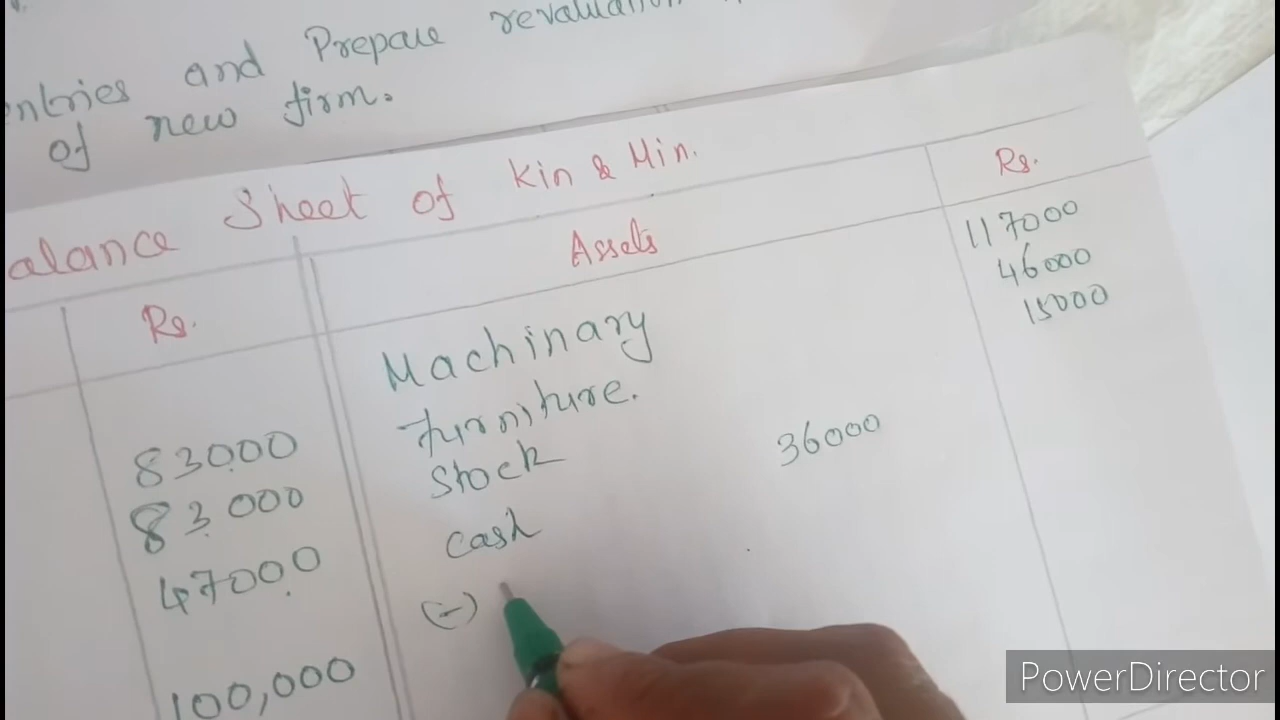 entries and Prepare revaluation
of new firm.
alance Sheet of Kin & Min.
Rs.
Assets
Rs.
83000
83000
47000
100,000
Machinary
117000
furniture.
46000
Stock
15000
Cash
36000
(-)
PowerDirector